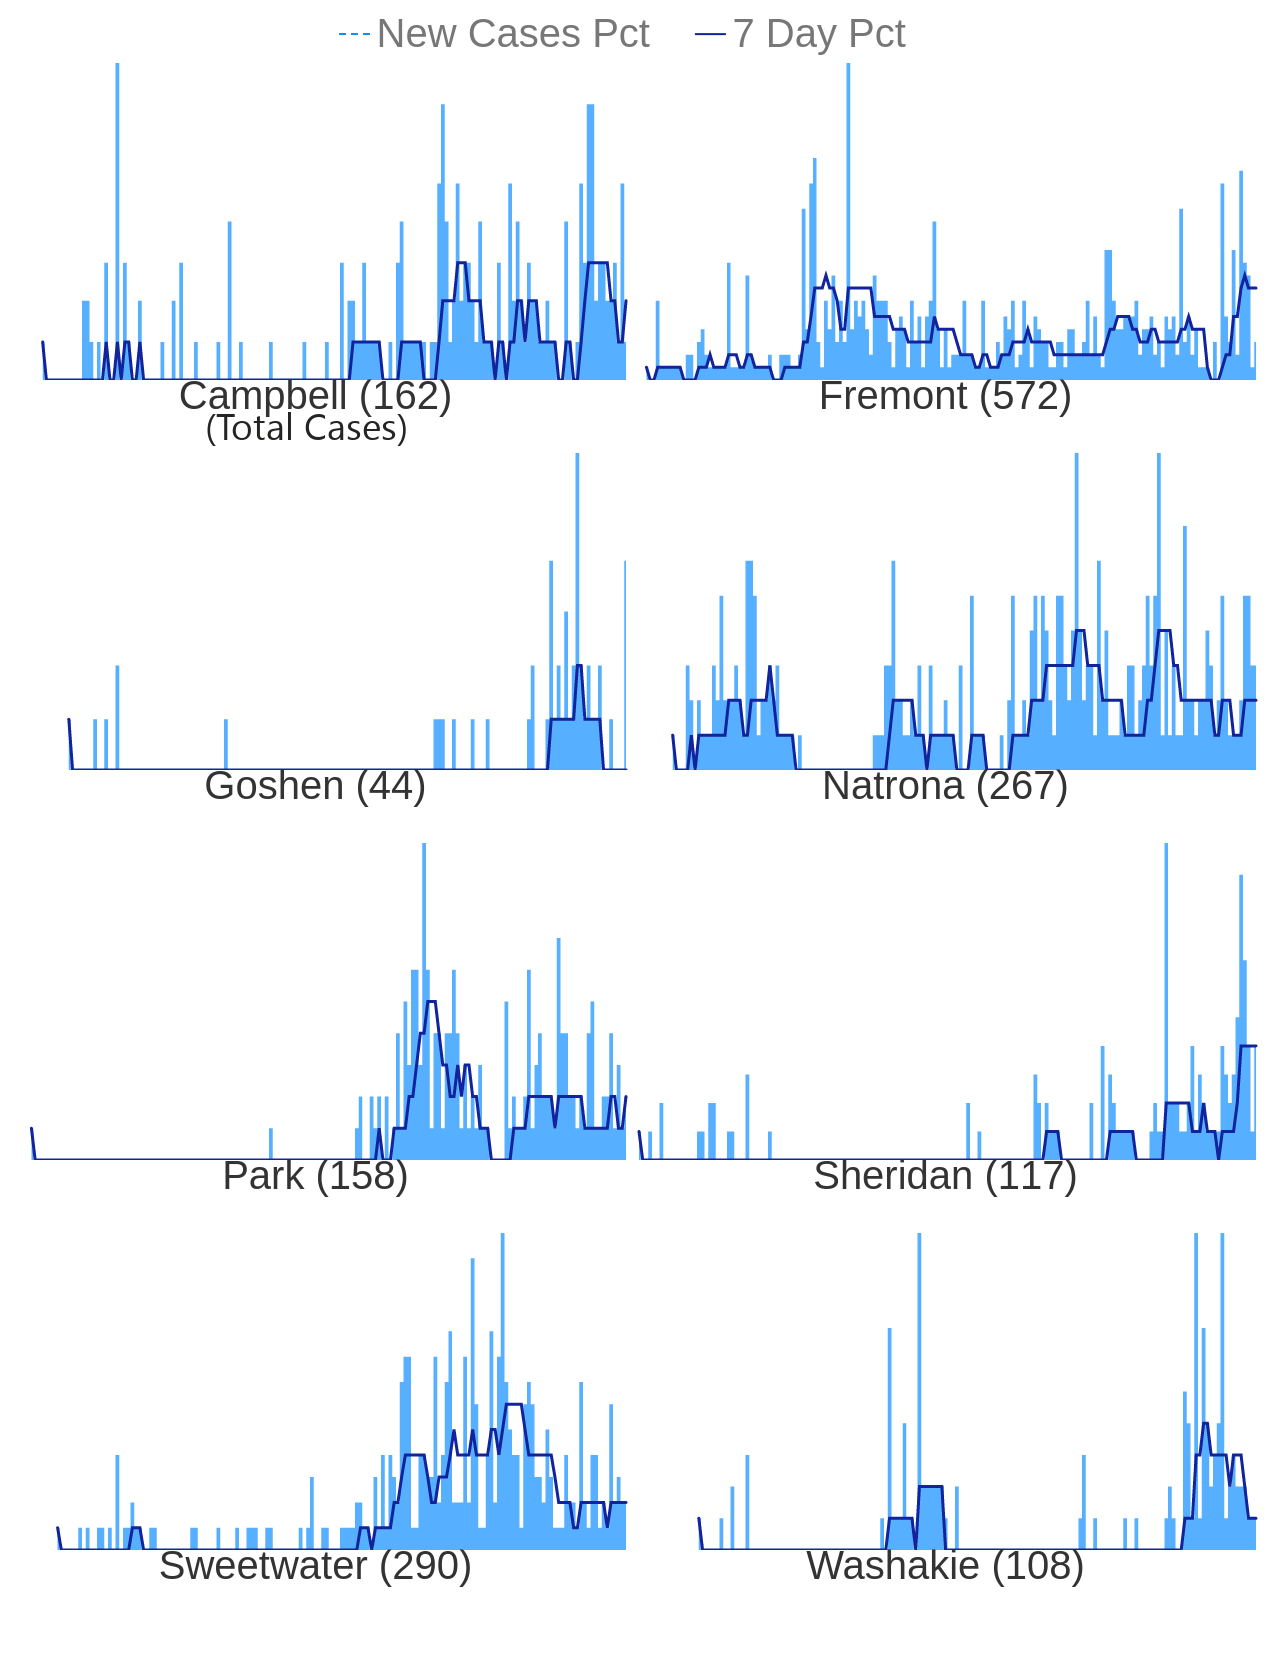 New Cases Pct 7 Day Pct
Campbell (162) Fremont (572)
(Total Cases)
Goshen (44) Natrona (267)
Park (158) Sheridan (117)
Sweetwater (290) Washakie (108)